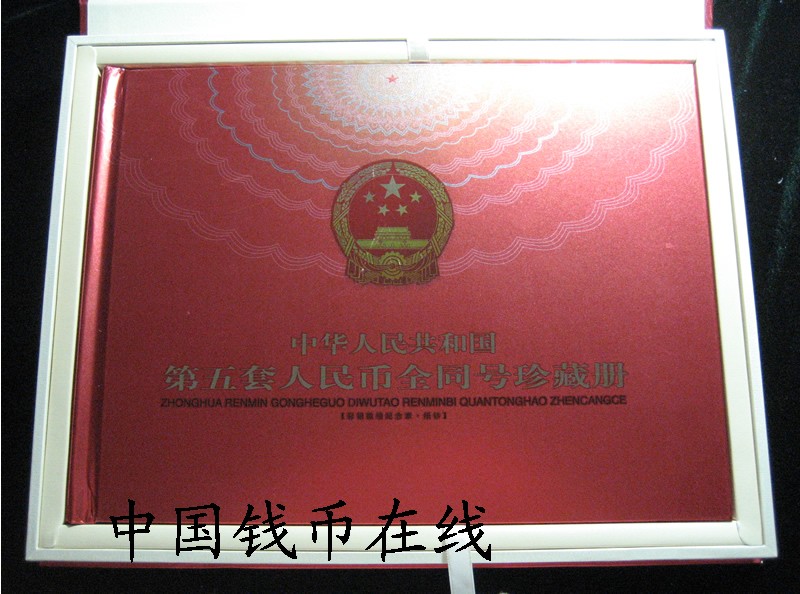 中华人民共和国
第五套人民币全同号珍藏册
ZHONGHUA RENMIN GONGHEGUO DIWUTAO RENMINBI QUANTONGHAO ZHENCANGCE
中国钱币在线